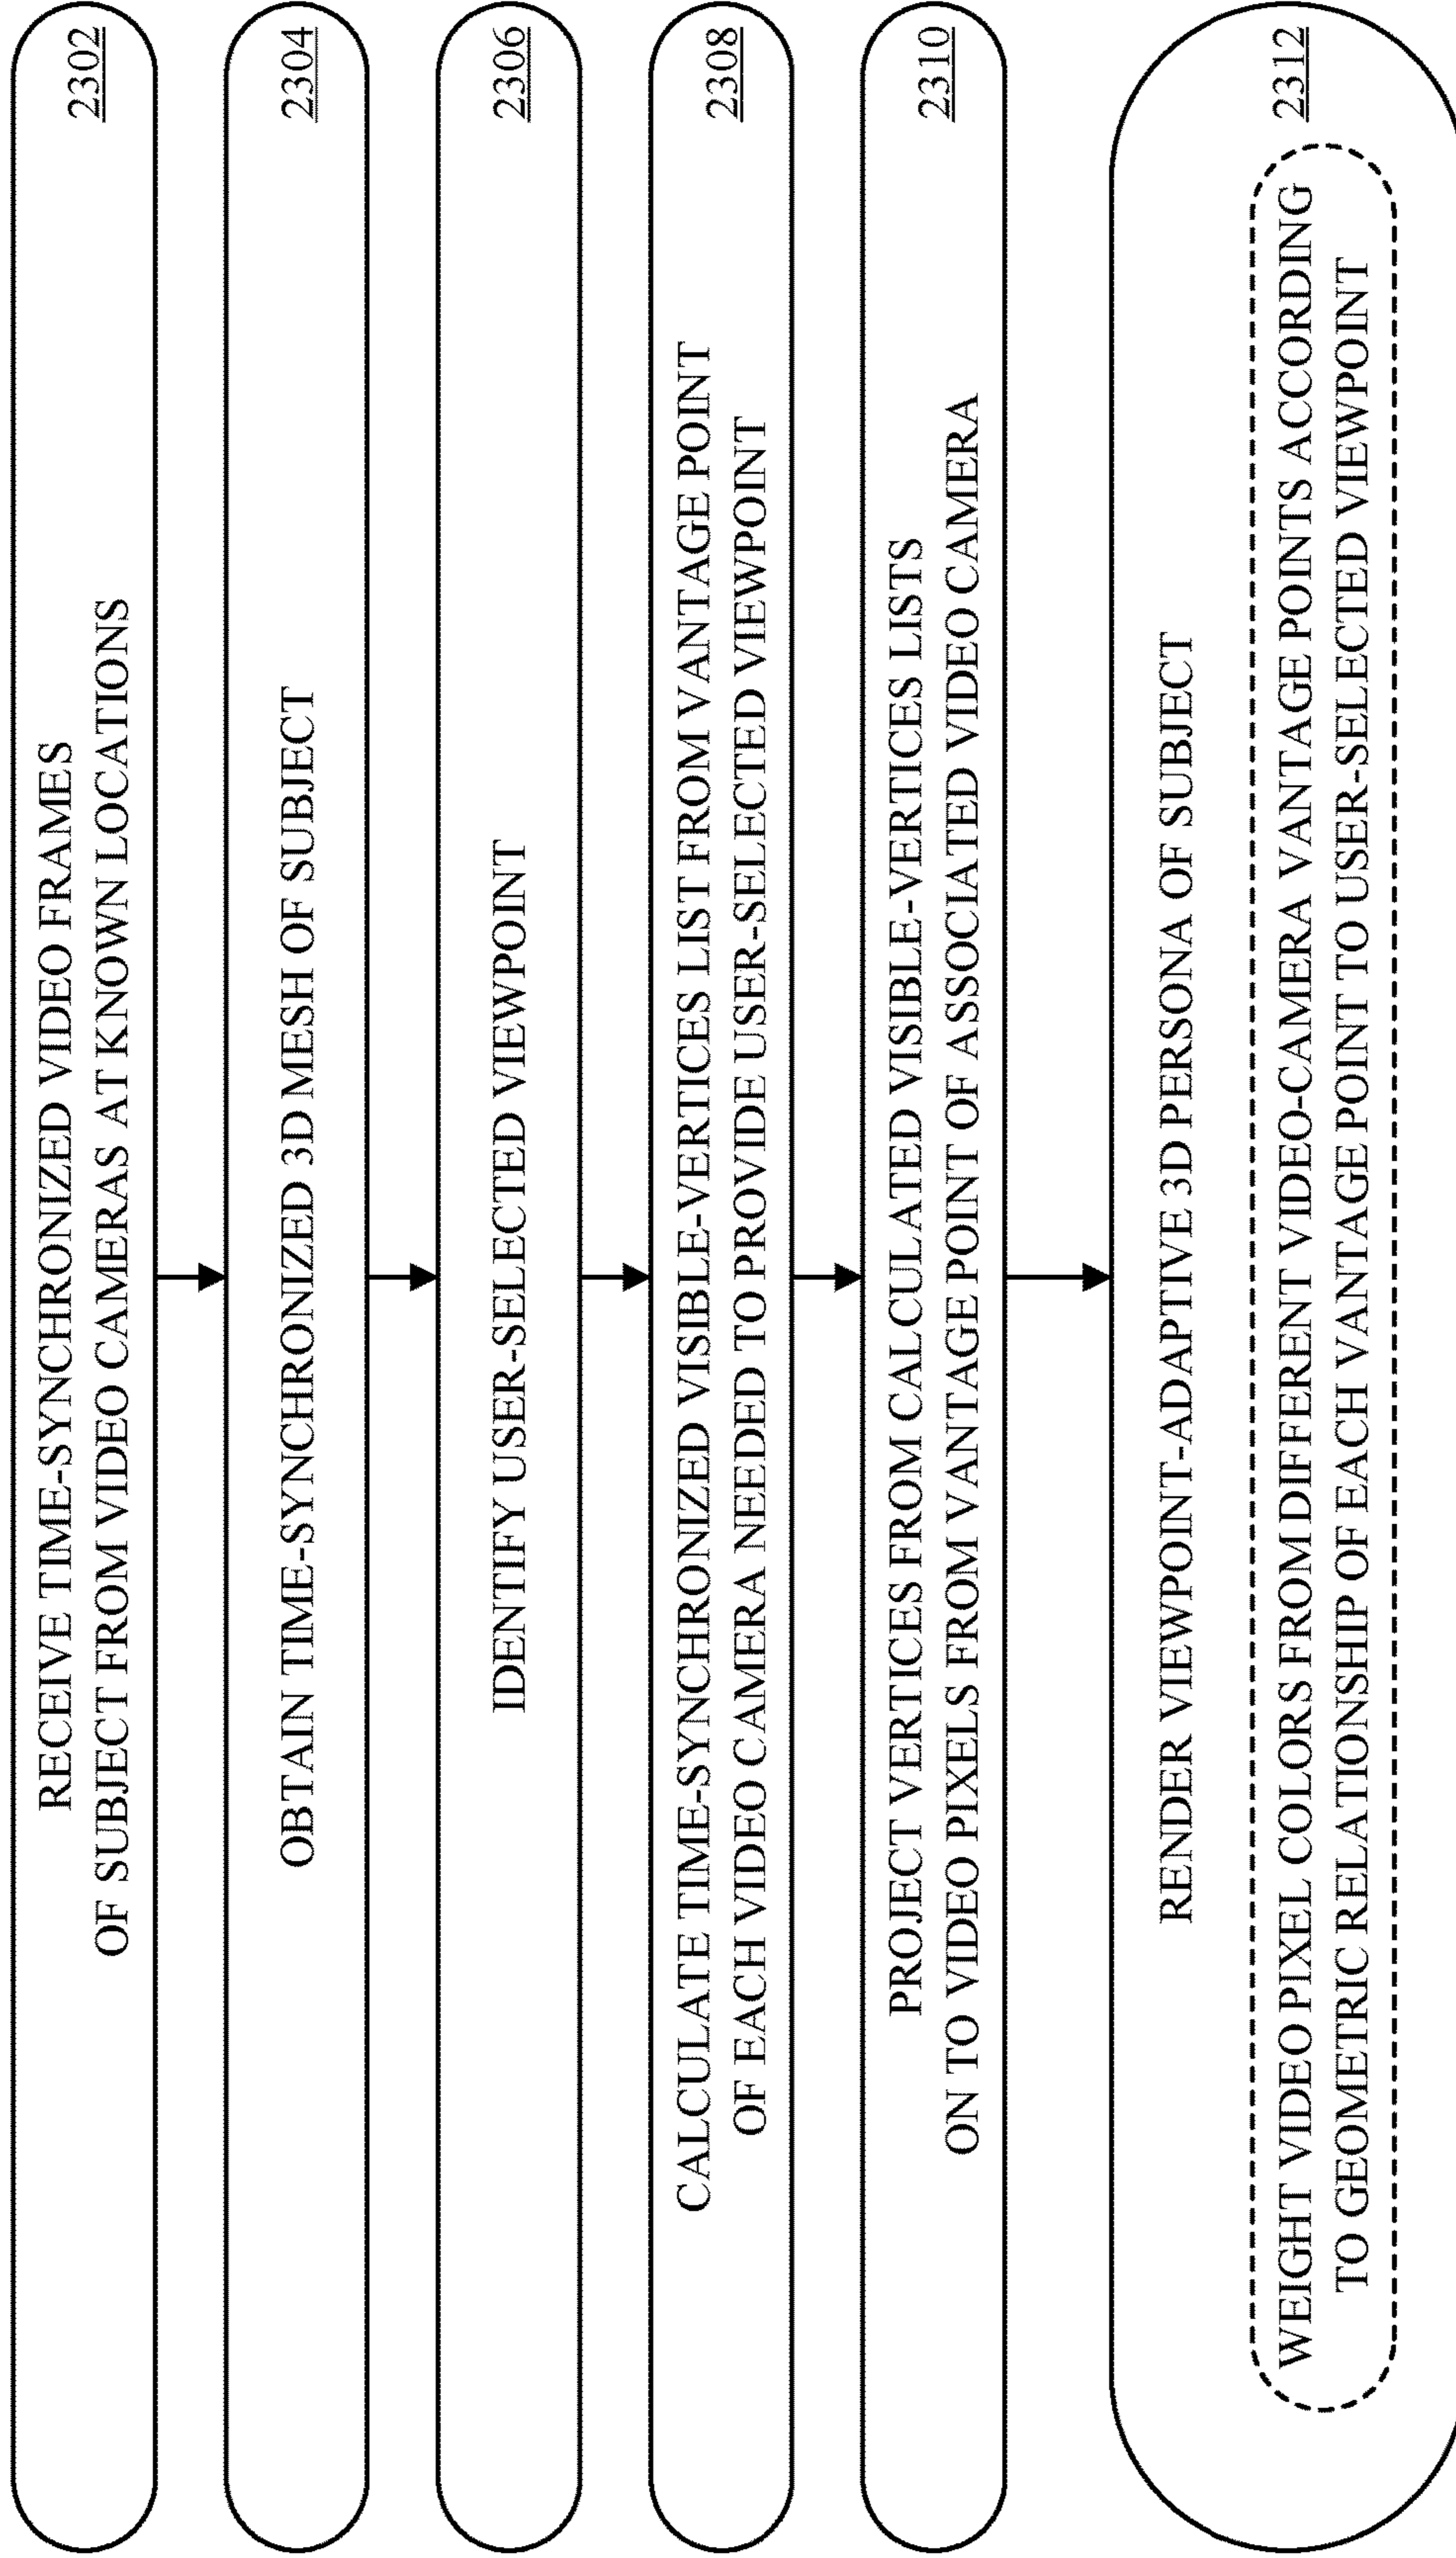 RECEIVE TIME-SYNCHRONIZED VIDEO FRAMES
OF SUBJECT FROM VIDEO CAMERAS AT KNOWN LOCATIONS
2302
OBTAIN TIME-SYNCHRONIZED 3D MESH OF SUBJECT
2304
IDENTIFY USER-SELECTED VIEWPOINT
2306
CALCULATE TIME-SYNCHRONIZED VISIBLE-VERTICES LIST FROM VANTAGE POINT
OF EACH VIDEO CAMERA NEEDED TO PROVIDE USER-SELECTED VIEWPOINT
2308
PROJECT VERTICES FROM CALCULATED VISIBLE-VERTICES LISTS
ON TO VIDEO PIXELS FROM VANTAGE POINT OF ASSOCIATED VIDEO CAMERA
2310
RENDER VIEWPOINT-ADAPTIVE 3D PERSONA OF SUBJECT
2312
WEIGHT VIDEO PIXEL COLORS FROM DIFFERENT VIDEO-CAMERA VANTAGE POINTS ACCORDING
TO GEOMETRIC RELATIONSHIP OF EACH VANTAGE POINT TO USER-SELECTED VIEWPOINT